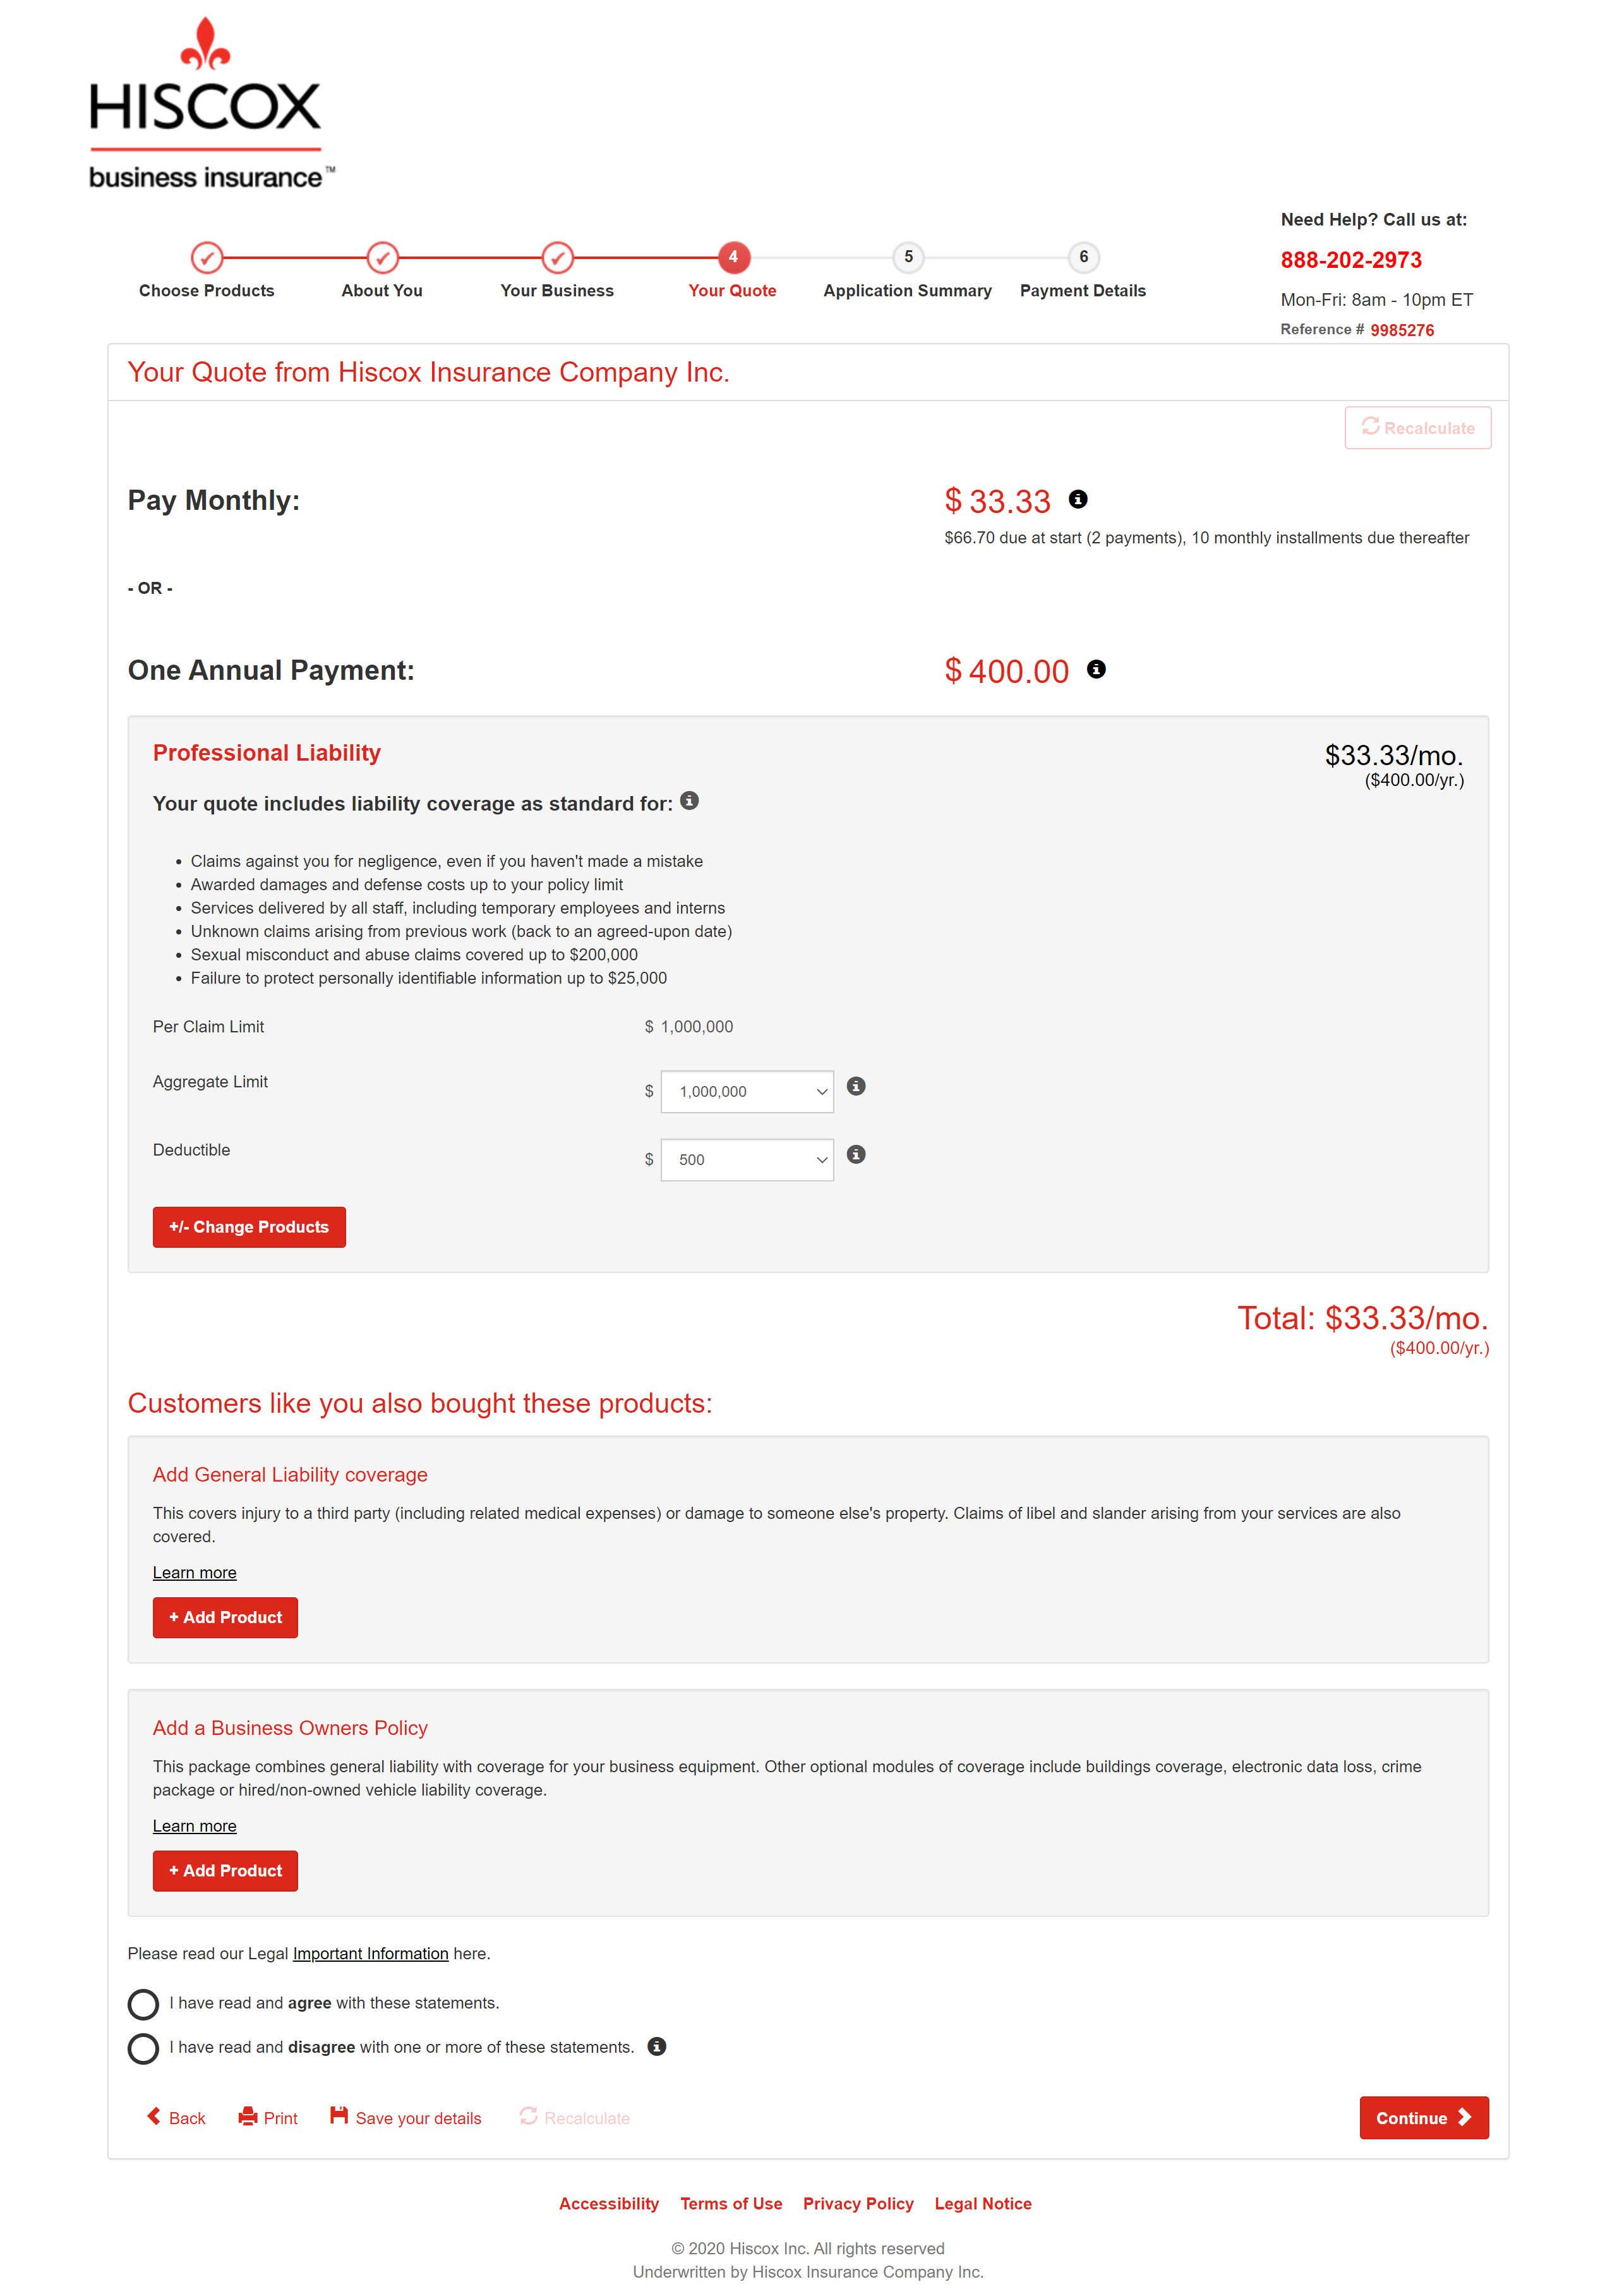 HISCOX
business insurance™
Need Help? Call us at:
888-202-2973
Mon-Fri: 8am - 10pm ET
Reference # 9985276
4
5
6
Choose Products
About You
Your Business
Your Quote
Application Summary
Payment Details
Your Quote from Hiscox Insurance Company Inc.
Recalculate
Pay Monthly:
$ 33.33
$66.70 due at start (2 payments), 10 monthly installments due thereafter
- OR -
One Annual Payment:
$ 400.00
Professional Liability
$33.33/mo.
($400.00/yr.)
Your quote includes liability coverage as standard for:
• Claims against you for negligence, even if you haven't made a mistake
• Awarded damages and defense costs up to your policy limit
• Services delivered by all staff, including temporary employees and interns
• Unknown claims arising from previous work (back to an agreed-upon date)
• Sexual misconduct and abuse claims covered up to $200,000
• Failure to protect personally identifiable information up to $25,000
Per Claim Limit
$ 1,000,000
Aggregate Limit
$ 1,000,000
Deductible
$ 500
+/- Change Products
Total: $33.33/mo.
($400.00/yr.)
Customers like you also bought these products:
Add General Liability coverage
This covers injury to a third party (including related medical expenses) or damage to someone else's property. Claims of libel and slander arising from your services are also
covered.
Learn more
+ Add Product
Add a Business Owners Policy
This package combines general liability with coverage for your business equipment. Other optional modules of coverage include buildings coverage, electronic data loss, crime
package or hired/non-owned vehicle liability coverage.
Learn more
+ Add Product
Please read our Legal Important Information here.
I have read and agree with these statements.
I have read and disagree with one or more of these statements.
Back
Print
Save your details
Recalculate
Continue
Accessibility
Terms of Use
Privacy Policy
Legal Notice
© 2020 Hiscox Inc. All rights reserved
Underwritten by Hiscox Insurance Company Inc.